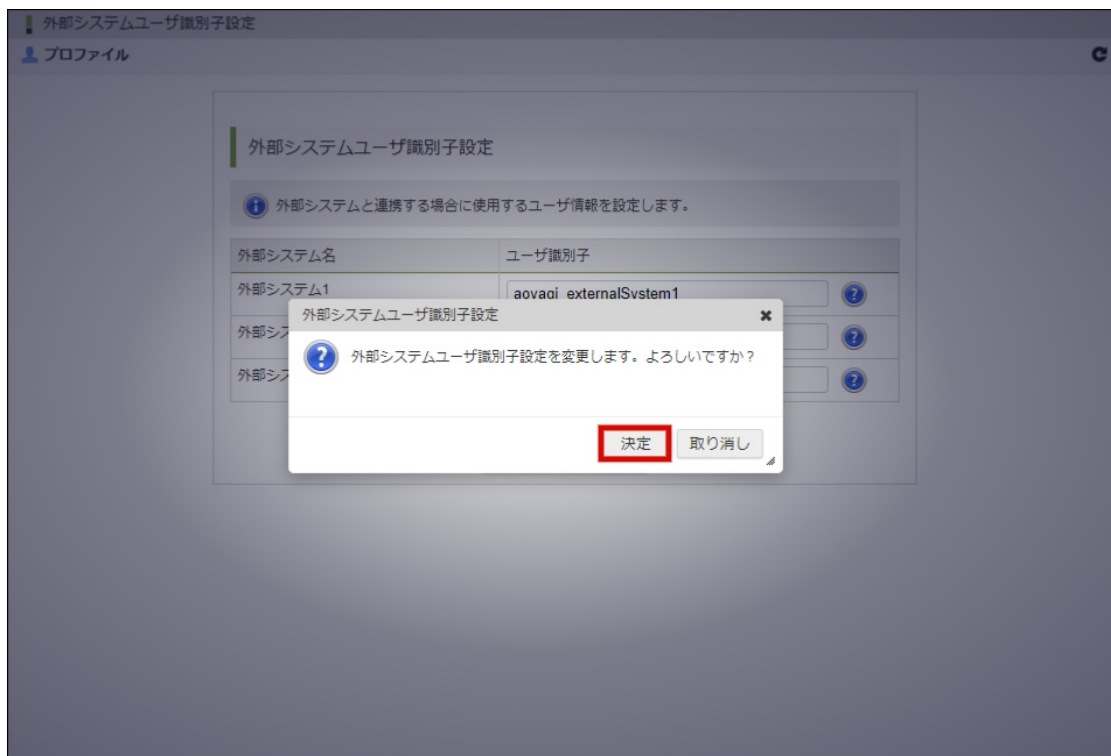 外部システムユーザ識別子設定
プロファイル
外部システムユーザ識別子設定
外部システムと連携する場合に使用するユーザ情報を設定します。
外部システム名 ユーザ識別子
外部システム1 aoyagi_externalSystem1
外部シス
外部シス
外部システムユーザ識別子設定
外部システムユーザ識別子設定を変更します。よろしいですか？
決定 取り消し